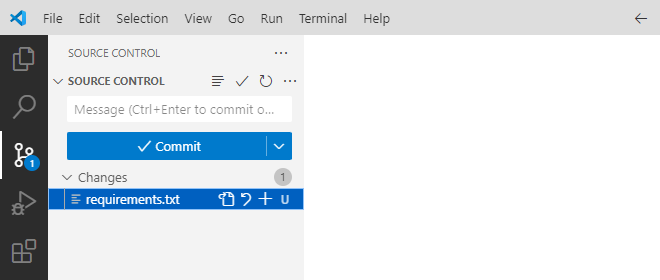 File Edit Selection View Go Run Terminal Help
SOURCE CONTROL
SOURCE CONTROL
Message (Ctrl+Enter to commit o...
Commit
Changes 1
requirements.txt U
1